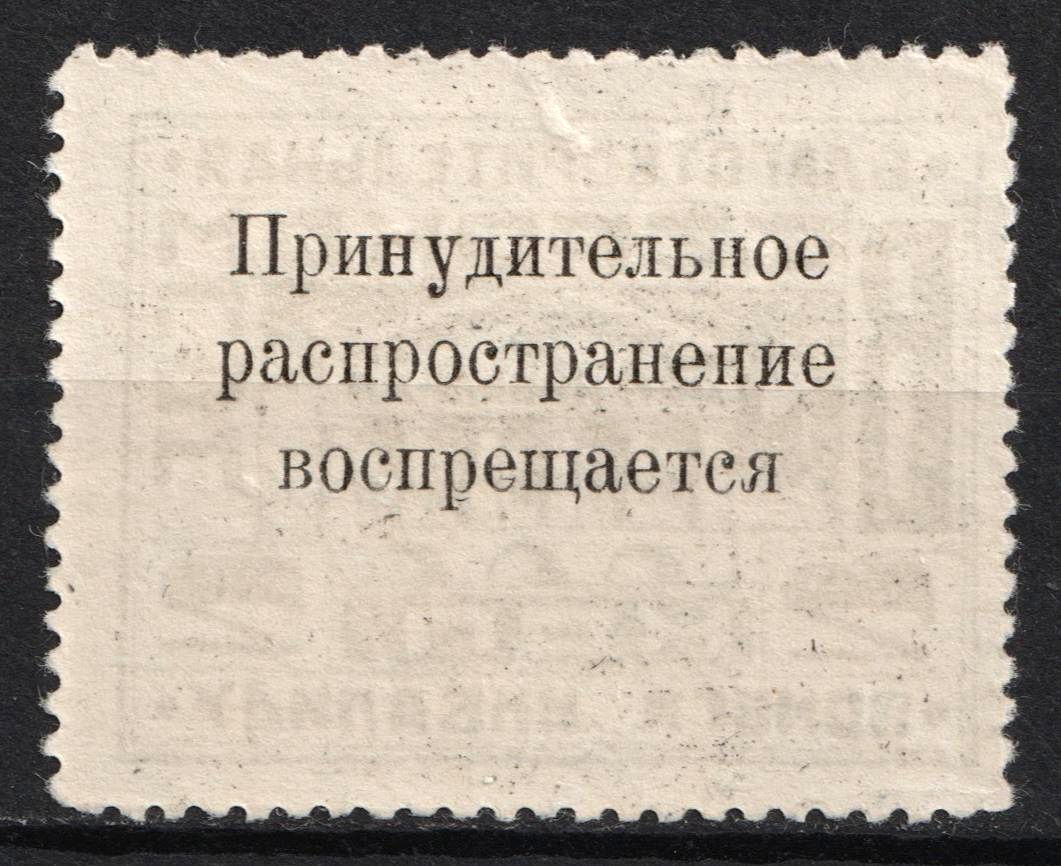 Принудительное
распространение
воспрещается